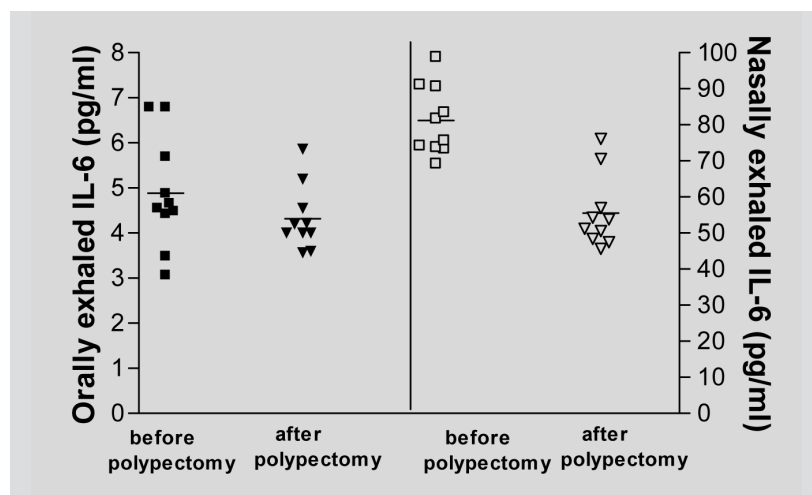 Orally exhaled IL-6 (pg/ml)
8
7
6
5
4
3
2
1
0
before
polypectomy
after
polypectomy
before
polypectomy
after
polypectomy
100
90
80
70
60
50
40
30
20
10
0
Nasally exhaled IL-6 (pg/ml)